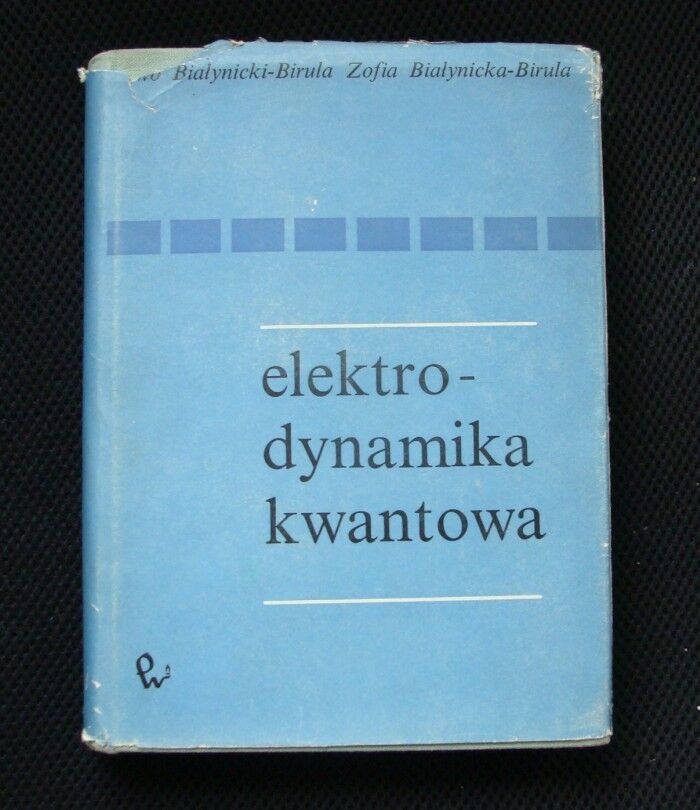 Białynicki-Birula Zofia Białynicka-Birula
elektro-
dynamika
kwantowa